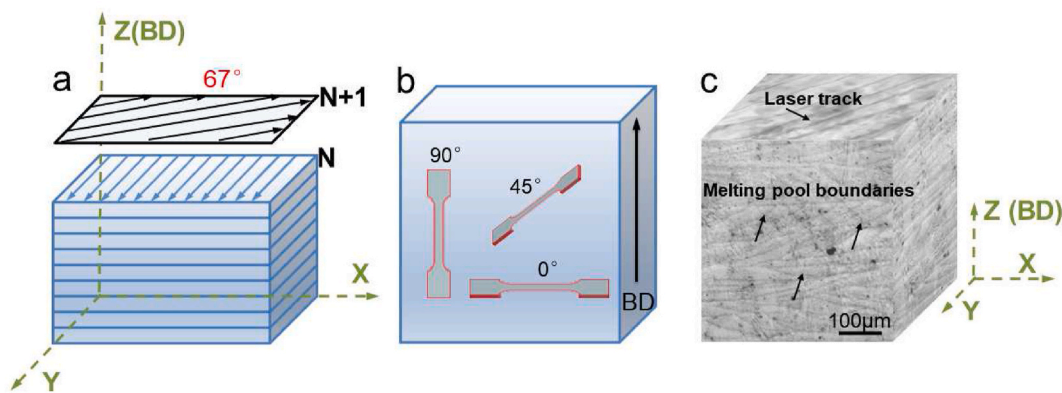 a
Z(BD)
67°
N+1
N
X
Y
b
90°
45°
0°
BD
c
Laser track
Melting pool boundaries
100μm
Z (BD)
X
Y